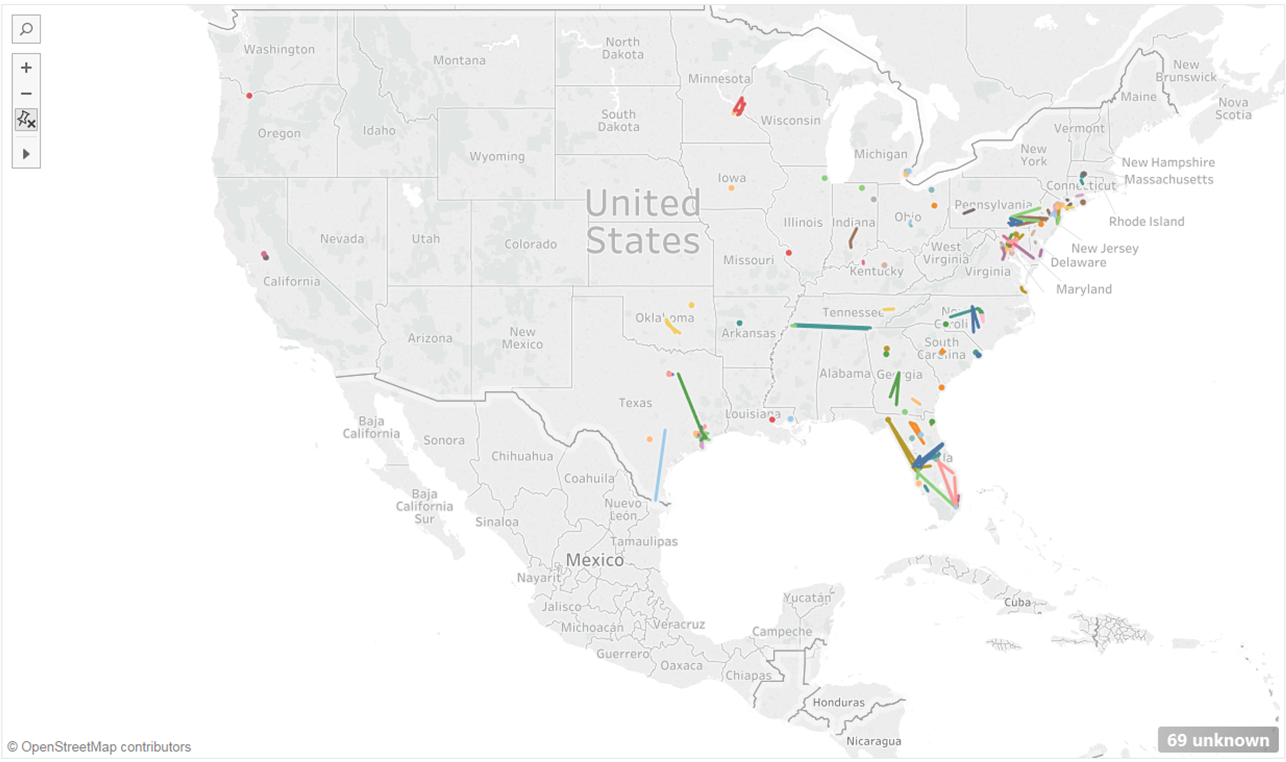 Washington
Montana
North
Dakota
Minnesota
New
Brunswick
Maine
Nova
Scotia
Oregon
Idaho
South
Dakota
Wisconsin
Vermont
Wyoming
Michigan
New
York
New Hampshire
Massachusetts
Iowa
Connecticut
United
States
Nevada
Utah
Colorado
Illinois
Indiana
Ohio
Pennsylvania
Rhode Island
New Jersey
Delaware
Maryland
California
Missouri
Kentucky
West
Virginia
Virginia
Arizona
New
Mexico
Oklahoma
Arkansas
Tennessee
No
Caroli
South
Carolina
Texas
Louisiana
Alabama
Georgia
la
Baja
California
Sonora
Chihuahua
Coahuila
Baja
California
Sur
Sinaloa
Nuevo
León
Tamaulipas
Mexico
Nayarit
Jalisco
Michoacán
Veracruz
Guerrero
Oaxaca
Chiapas
Yucatán
Campeche
Cuba
Honduras
Nicaragua
© OpenStreetMap contributors
69 unknown